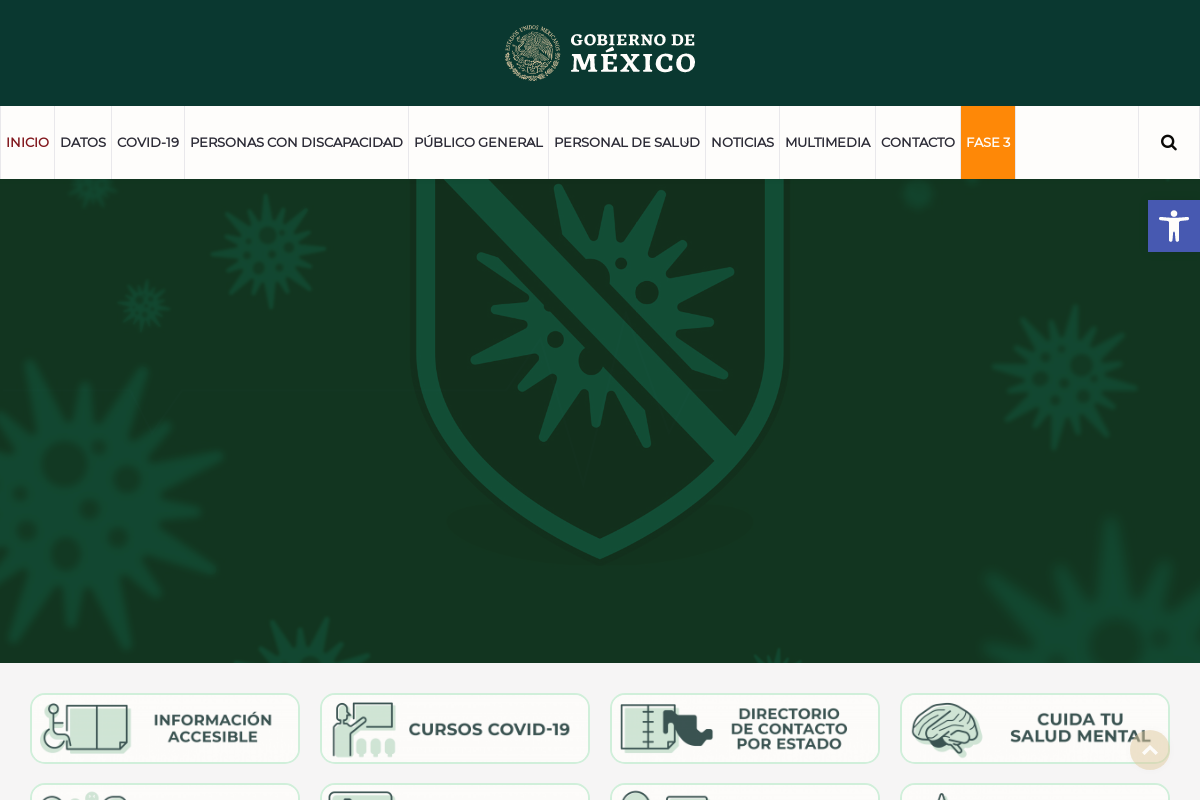 GOBIERNO DE
MÉXICO
INICIO DATOS COVID-19 PERSONAS CON DISCAPACIDAD PÚBLICO GENERAL PERSONAL DE SALUD NOTICIAS MULTIMEDIA CONTACTO FASE 3
INFORMACIÓN
ACCESIBLE
CURSOS COVID-19
DIRECTORIO
DE CONTACTO
POR ESTADO
CUIDA TU
SALUD MENTAL